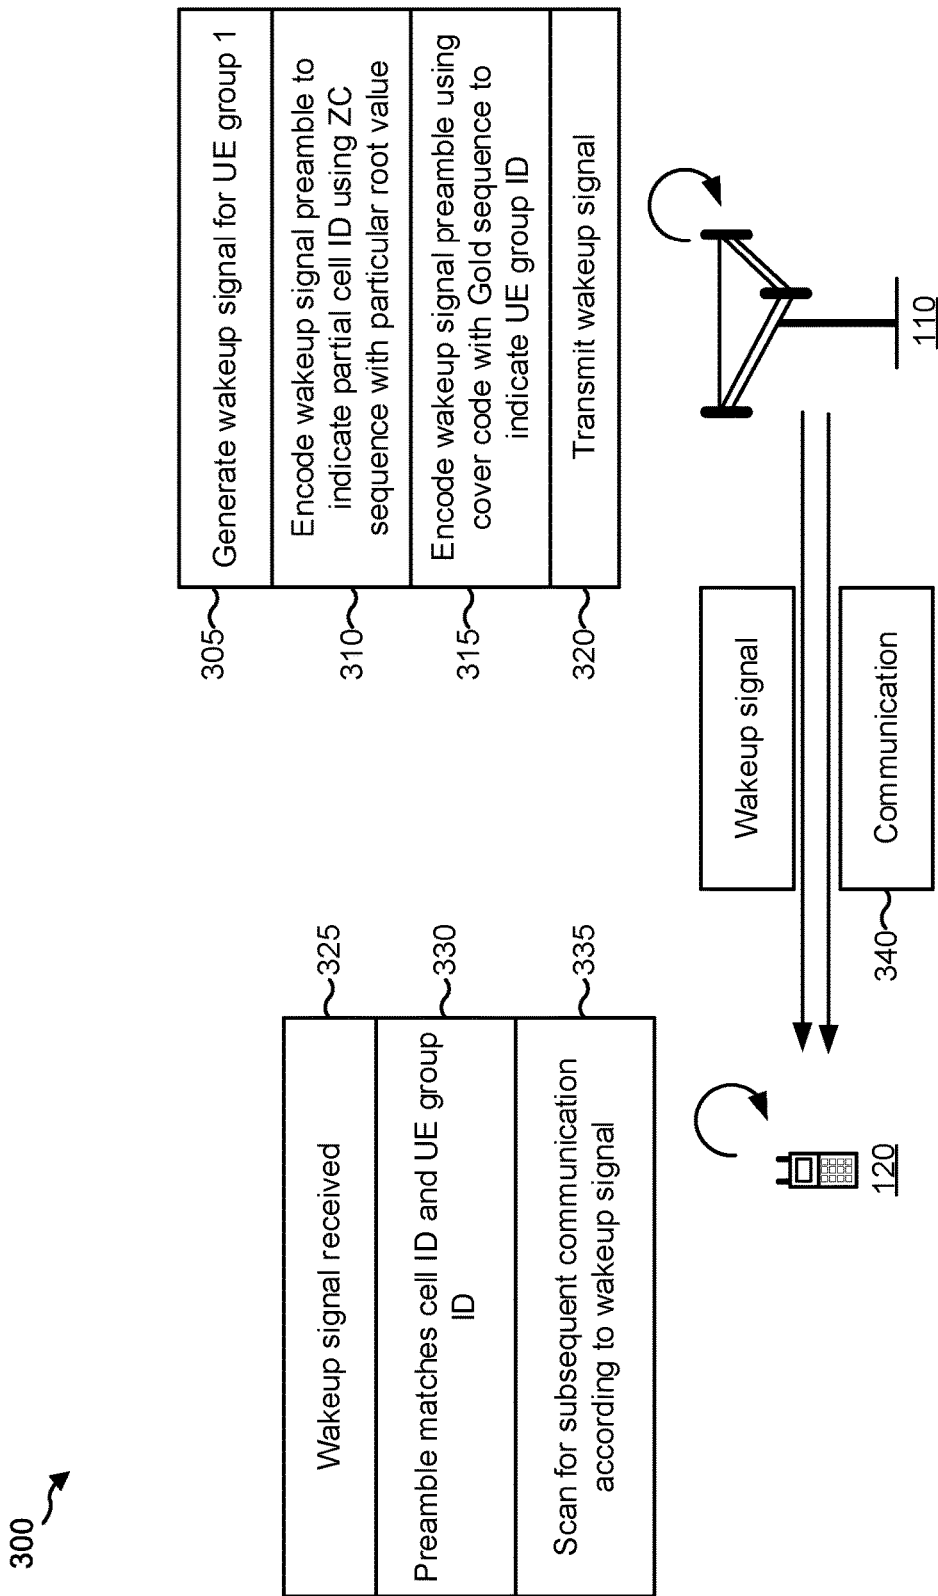 300
Wakeup signal received
325
Preamble matches cell ID and UE group
ID
330
Scan for subsequent communication
according to wakeup signal
335
120
305
Generate wakeup signal for UE group 1
310
Encode wakeup signal preamble to
indicate partial cell ID using ZC
sequence with particular root value
315
Encode wakeup signal preamble using
cover code with Gold sequence to
indicate UE group ID
320
Transmit wakeup signal
110
Wakeup signal
340
Communication